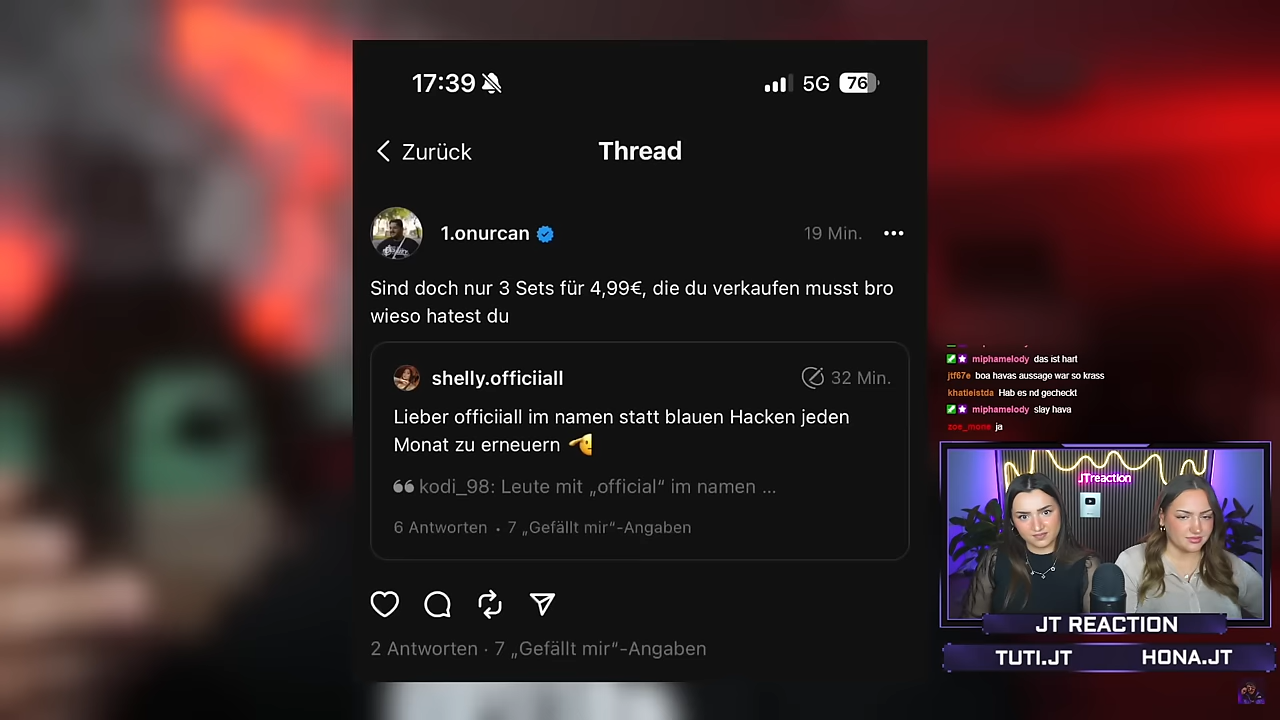 17:39
5G 76
Zurück
Thread
1.onurcan
19 Min.
Sind doch nur 3 Sets für 4,99€, die du verkaufen musst bro
wieso hatest du
shelly.officiiall
32 Min.
Lieber officiiall im namen statt blauen Hacken jeden
Monat zu erneuern 🫡
kodi_98: Leute mit „official“ im namen ...
6 Antworten · 7 „Gefällt mir“-Angaben
2 Antworten · 7 „Gefällt mir“-Angaben
miphamelody das ist hart
jtf67e boa havas aussage war so krass
khatieistda Hab es nd gecheckt
miphamelody slay hava
zoe_mone ja
JTreaction
JT REACTION
TUTI.JT
HONA.JT